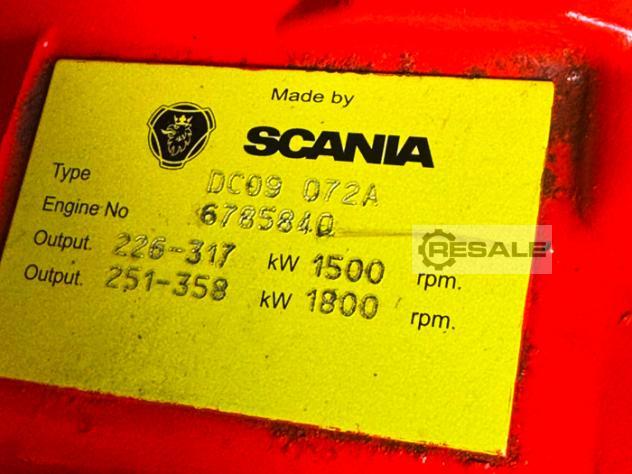 Made by
SCANIA
Type DC09 072A
Engine No 6785840
Output. 226-317 kW 1500 rpm.
Output. 251-358 kW 1800 rpm.
RESALE